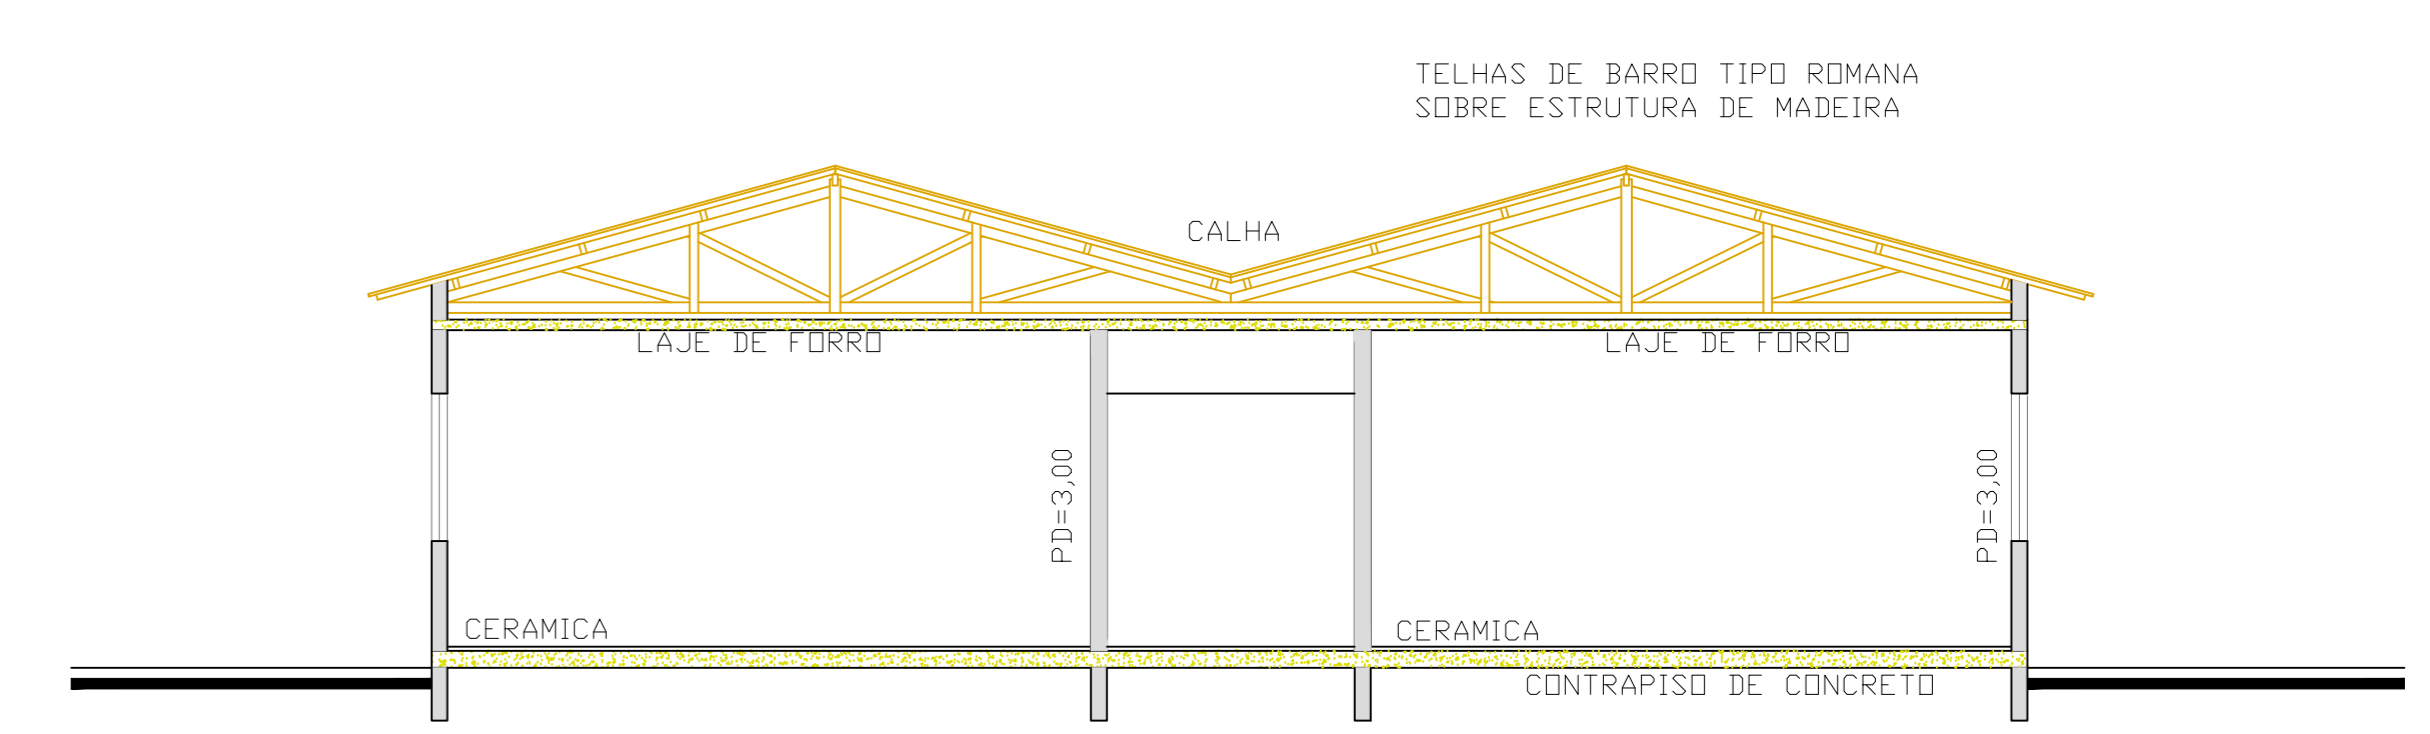 TELHAS DE BARRO TIPO ROMANA
SOBRE ESTRUTURA DE MADEIRA
CALHA
LAJE DE FORRO
LAJE DE FORRO
PD=3,00
PD=3,00
CERAMICA
CERAMICA
CONTRAPISO DE CONCRETO